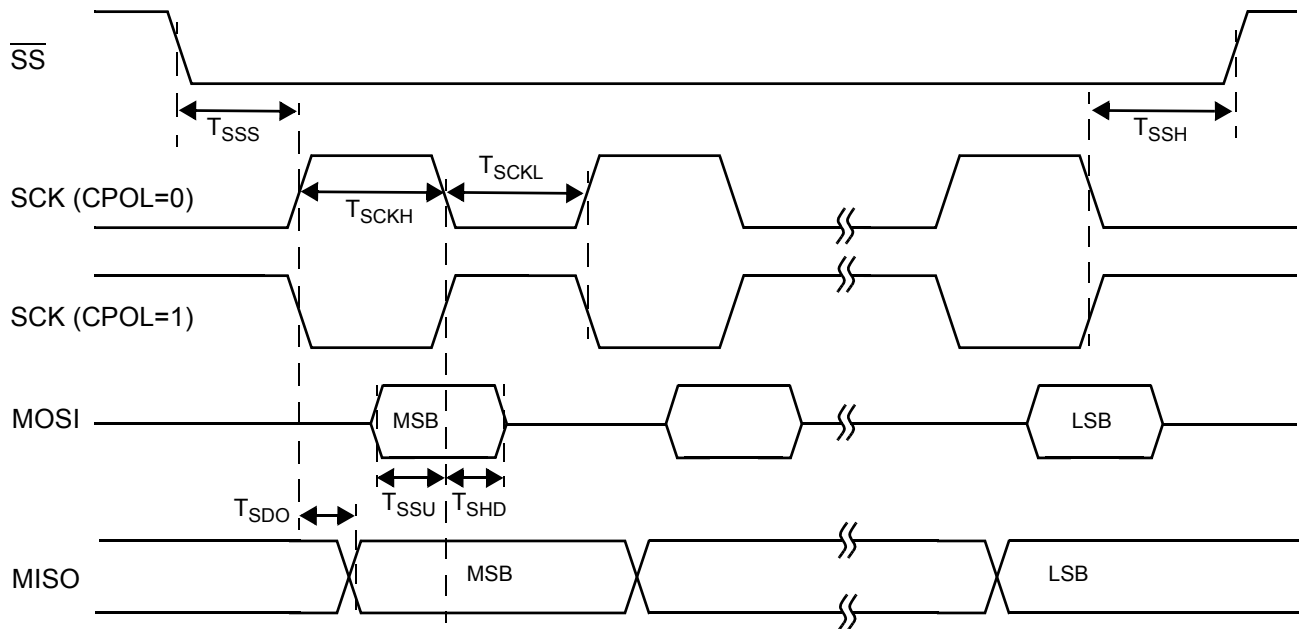 SS
TSSS
TSSH
SCK (CPOL=0)
TSCKH
TSCKL
SCK (CPOL=1)
MOSI
MSB
LSB
TSSU
TSHD
TSDO
MISO
MSB
LSB